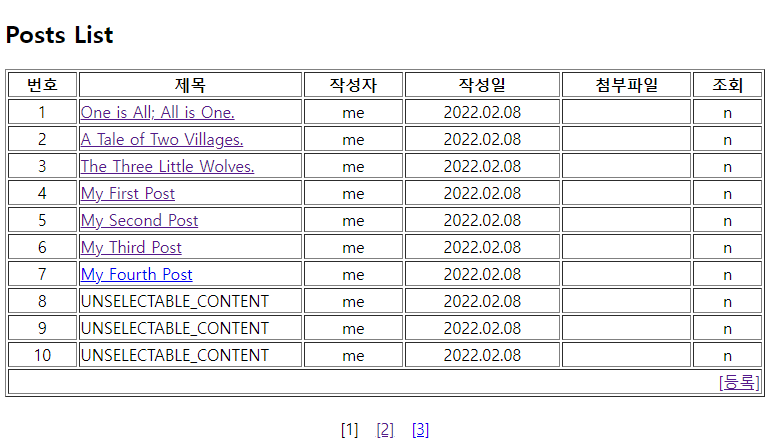 Posts List
번호 제목 작성자 작성일 첨부파일 조회
1 One is All; All is One. me 2022.02.08 n
2 A Tale of Two Villages. me 2022.02.08 n
3 The Three Little Wolves. me 2022.02.08 n
4 My First Post me 2022.02.08 n
5 My Second Post me 2022.02.08 n
6 My Third Post me 2022.02.08 n
7 My Fourth Post me 2022.02.08 n
8 UNSELECTABLE_CONTENT me 2022.02.08 n
9 UNSELECTABLE_CONTENT me 2022.02.08 n
10 UNSELECTABLE_CONTENT me 2022.02.08 n
[등록]
[1] [2] [3]